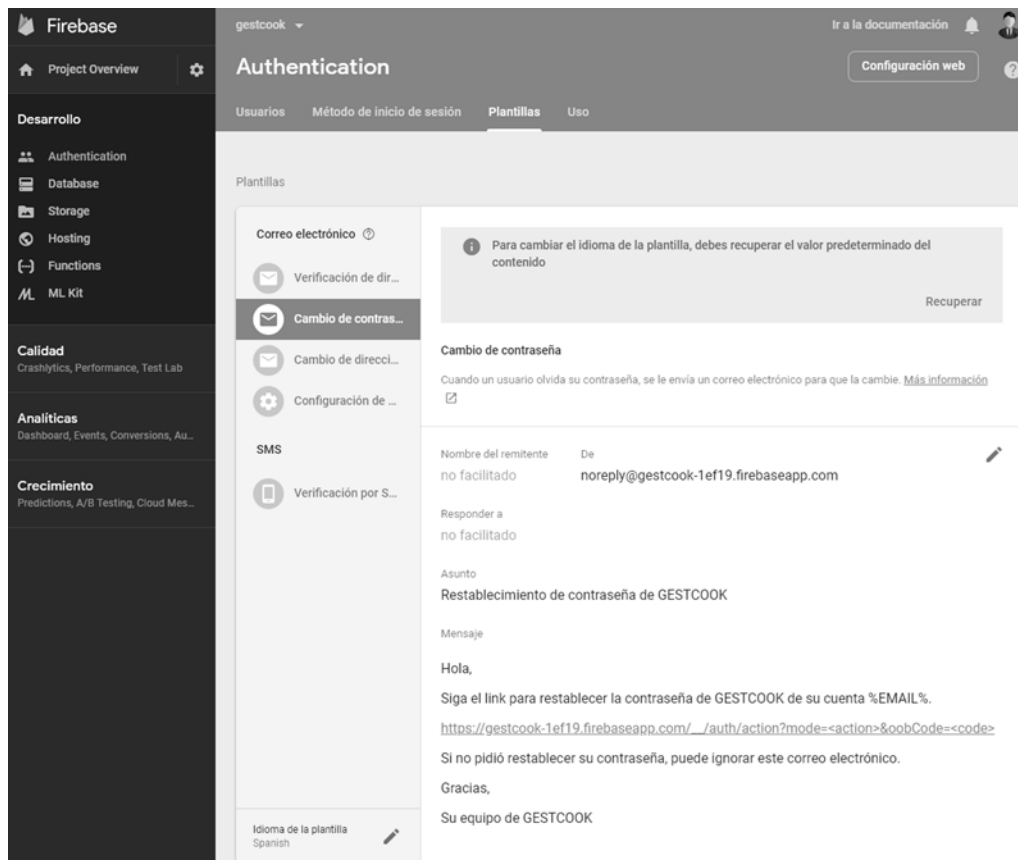 Firebase
gestcook
Ir a la documentación
Project Overview
Authentication
Configuración web
Usuarios
Método de inicio de sesión
Plantillas
Uso
Desarrollo
Authentication
Database
Storage
Hosting
Functions
ML Kit
Calidad
Crashlytics, Performance, Test Lab
Analíticas
Dashboard, Events, Conversions, Au...
Crecimiento
Predictions, A/B Testing, Cloud Mes...
Plantillas
Correo electrónico
Verificación de dir...
Cambio de contras...
Cambio de direcci...
Configuración de ...
SMS
Verificación por S...
Idioma de la plantilla
Spanish
Para cambiar el idioma de la plantilla, debes recuperar el valor predeterminado del
contenido
Recuperar
Cambio de contraseña
Cuando un usuario olvida su contraseña, se le envía un correo electrónico para que la cambie. Más información
Nombre del remitente
no facilitado
De
noreply@gestcook-1ef19.firebaseapp.com
Responder a
no facilitado
Asunto
Restablecimiento de contraseña de GESTCOOK
Mensaje
Hola,
Siga el link para restablecer la contraseña de GESTCOOK de su cuenta %EMAIL%.
https://gestcook-1ef19.firebaseapp.com/__/auth/action?mode=<action>&oobCode=<code>
Si no pidió restablecer su contraseña, puede ignorar este correo electrónico.
Gracias,
Su equipo de GESTCOOK